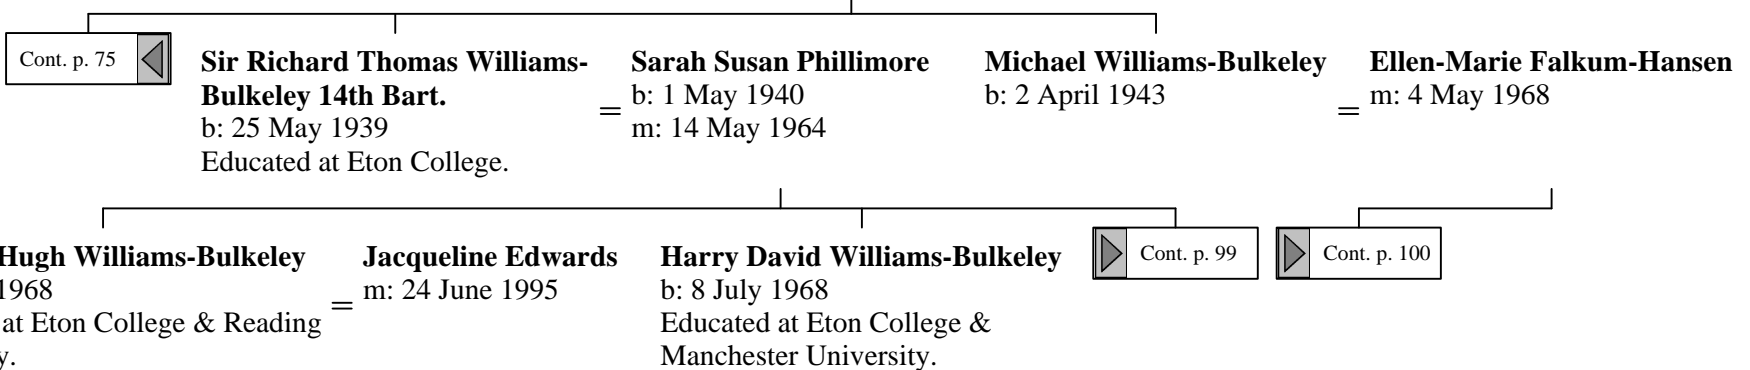 Cont. p. 75
Sir Richard Thomas Williams-
Bulkeley 14th Bart.
b: 25 May 1939
Educated at Eton College.
=
Sarah Susan Phillimore
b: 1 May 1940
m: 14 May 1964
Michael Williams-Bulkeley
b: 2 April 1943
=
Ellen-Marie Falkum-Hansen
m: 4 May 1968
Hugh Williams-Bulkeley
1968
at Eton College & Reading
y.
=
Jacqueline Edwards
m: 24 June 1995
Harry David Williams-Bulkeley
b: 8 July 1968
Educated at Eton College &
Manchester University.
Cont. p. 99
Cont. p. 100